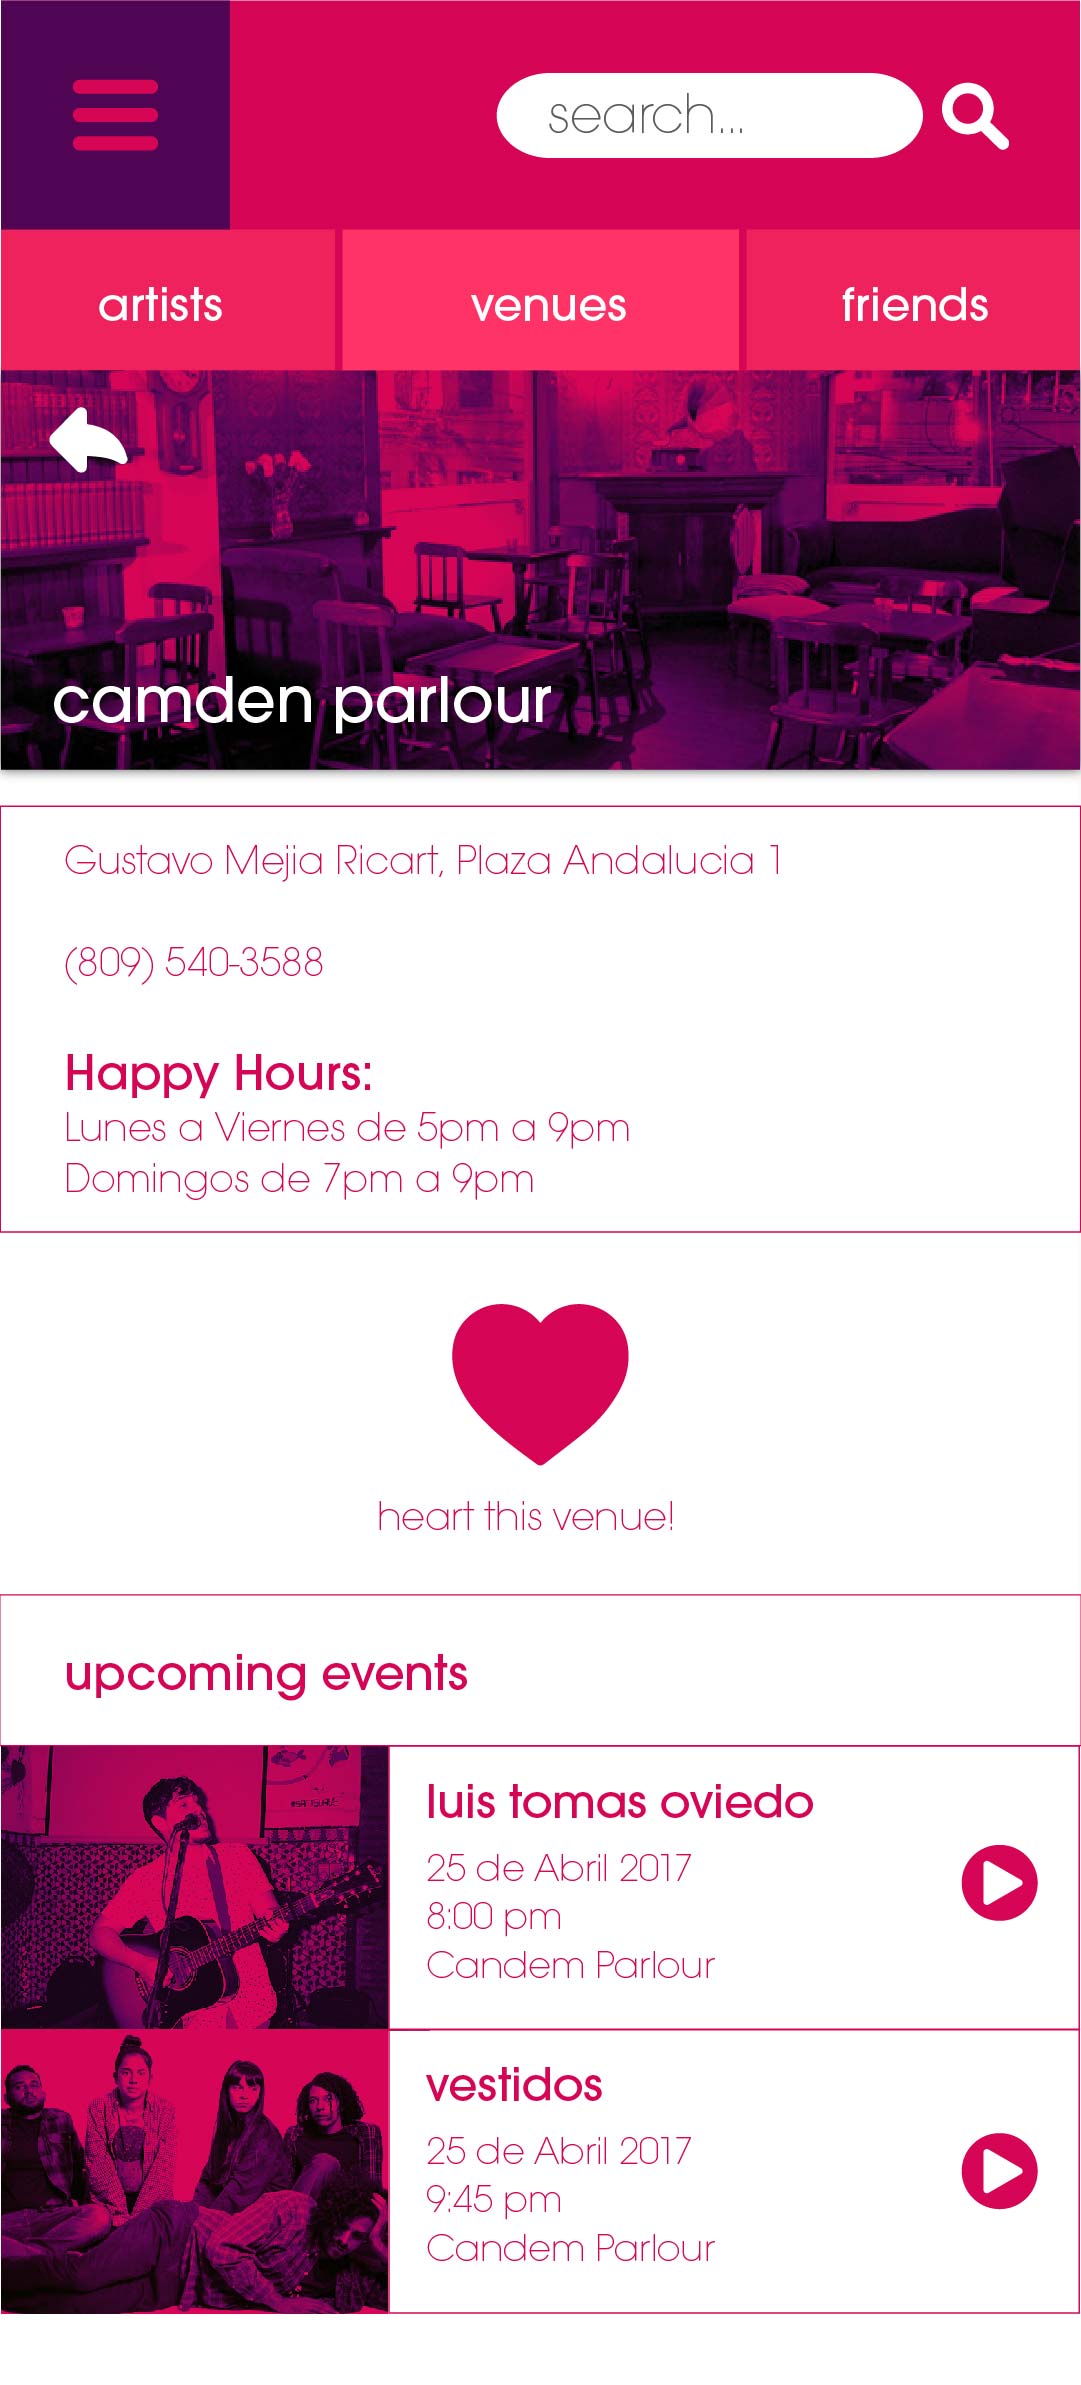 search...
artists
venues
friends
camden parlour
Gustavo Mejia Ricart, Plaza Andalucia 1
(809) 540-3588
Happy Hours:
Lunes a Viernes de 5pm a 9pm
Domingos de 7pm a 9pm
heart this venue!
upcoming events
luis tomas oviedo
25 de Abril 2017
8:00 pm
Candem Parlour
vestidos
25 de Abril 2017
9:45 pm
Candem Parlour